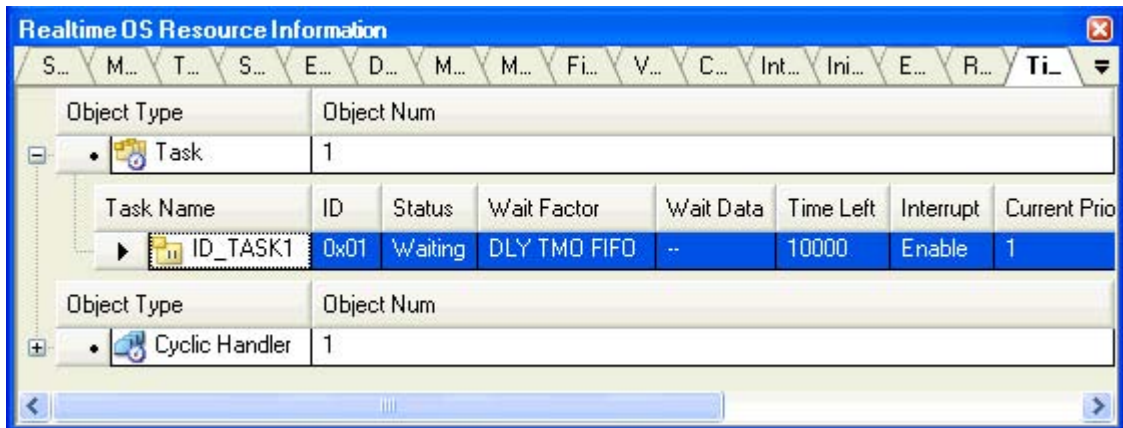 Realtime OS Resource Information
S... M... T... S... E... D... M... M... Fi... V... C... Int... Ini... E... R... Ti...
Object Type Object Num
Task 1
Task Name ID Status Wait Factor Wait Data Time Left Interrupt Current Prio
ID_TASK1 0x01 Waiting DLY TMO FIFO -- 10000 Enable 1
Object Type Object Num
Cyclic Handler 1